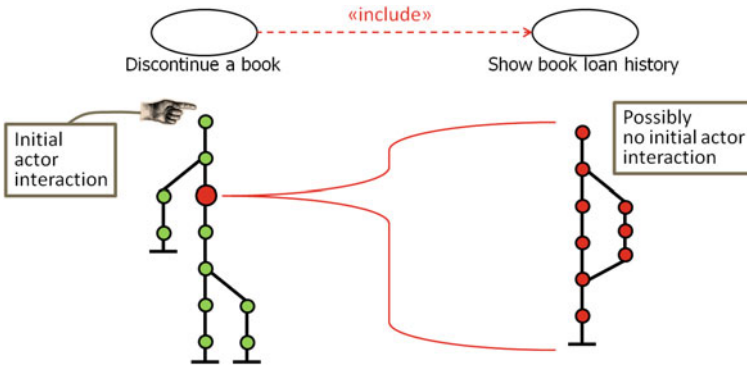 «include»
Discontinue a book
Show book loan history
Initial
actor
interaction
Possibly
no initial actor
interaction